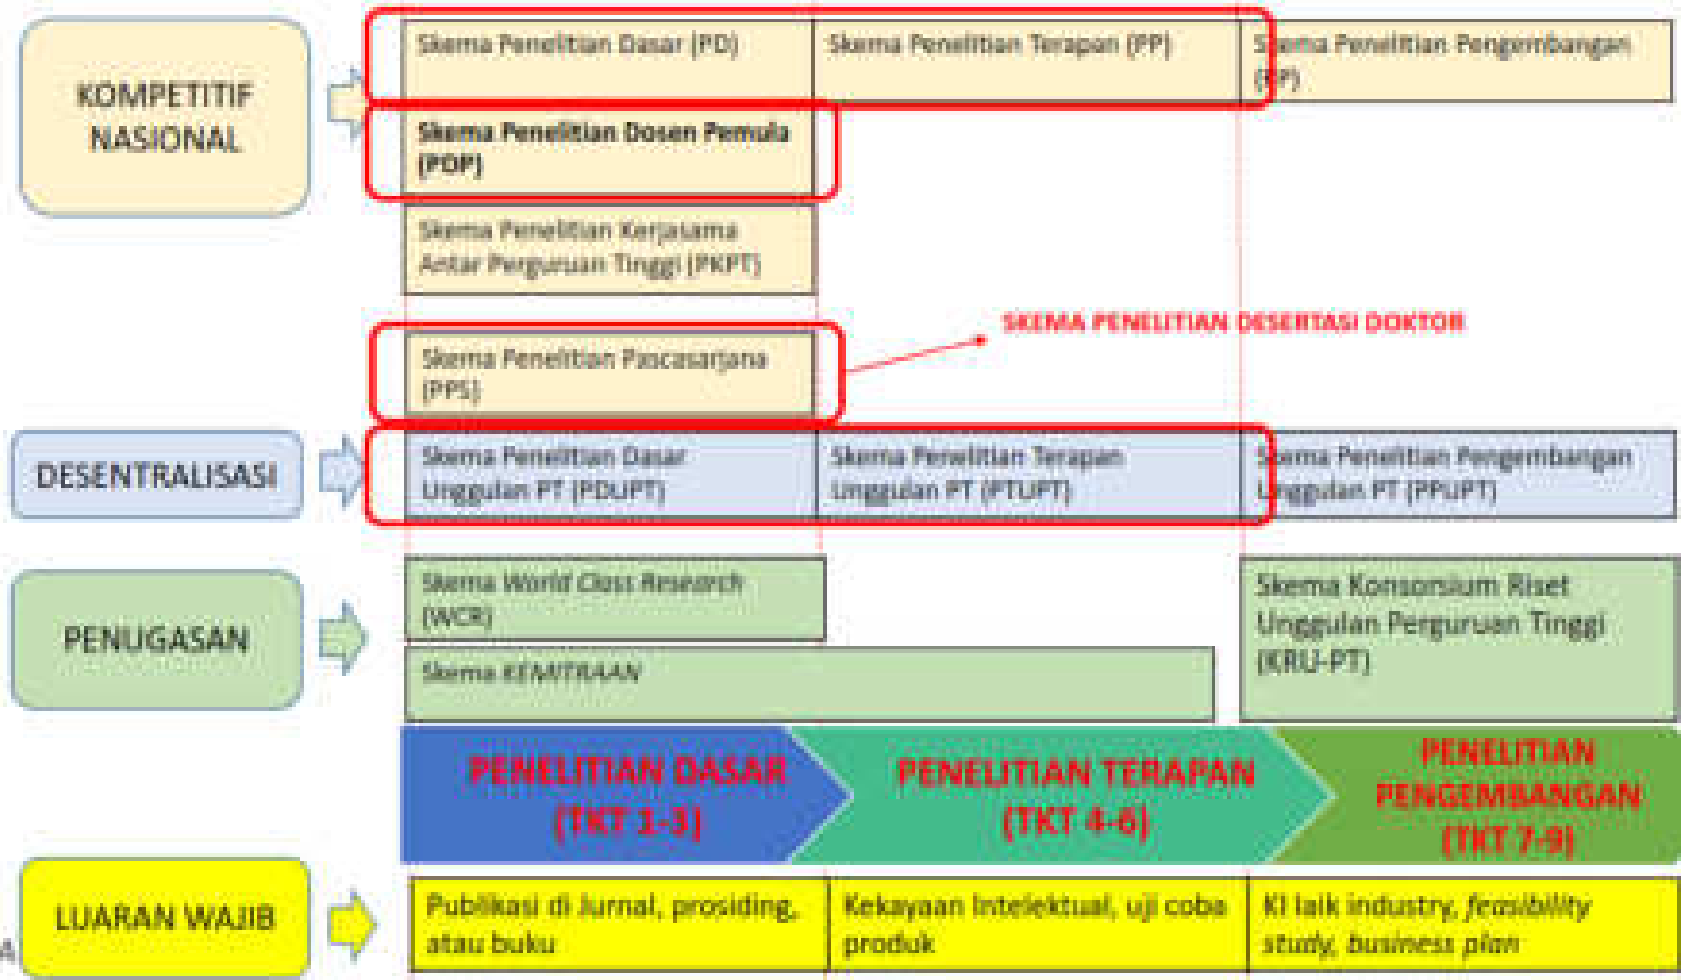 KOMPETITIF
NASIONAL
Skema Penelitian Dasar (PD)
Skema Penelitian Terapan (PP)
Skema Penelitian Pengembangan
(PP)
Skema Penelitian Dosen Pemula
(PDP)
Skema Penelitian Kerjasama
Antar Perguruan Tinggi (PKPT)
SKEMA PENELITIAN DESERTASI DOKTOR
Skema Penelitian Pascasarjana
(PPS)
DESENTRALISASI
Skema Penelitian Dasar
Unggulan PT (PDUPT)
Skema Penelitian Terapan
Unggulan PT (PTUPT)
Skema Penelitian Pengembangan
Unggulan PT (PPUPT)
PENUGASAN
Skema World Class Research
(WCR)
Skema KEMITRAAN
Skema Konsorsium Riset
Unggulan Perguruan Tinggi
(KRU-PT)
PENELITIAN DASAR
(TKT 1-3)
PENELITIAN TERAPAN
(TKT 4-6)
PENELITIAN
PENGEMBANGAN
(TKT 7-9)
LUARAN WAJIB
Publikasi di Jurnal, prosiding,
atau buku
Kekayaan Intelektual, uji coba
produk
KI laik industry, feasibility
study, business plan
A